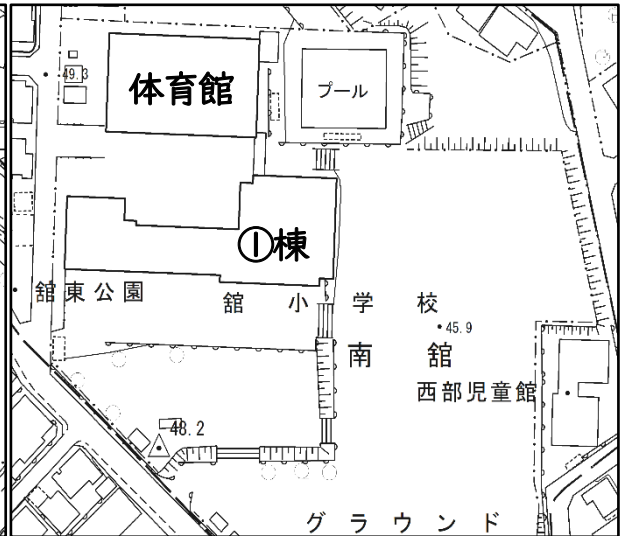 49.3
体育館
プール
①棟
舘東公園
舘小学校
45.9
南舘
西部児童館
48.2
グラウンド